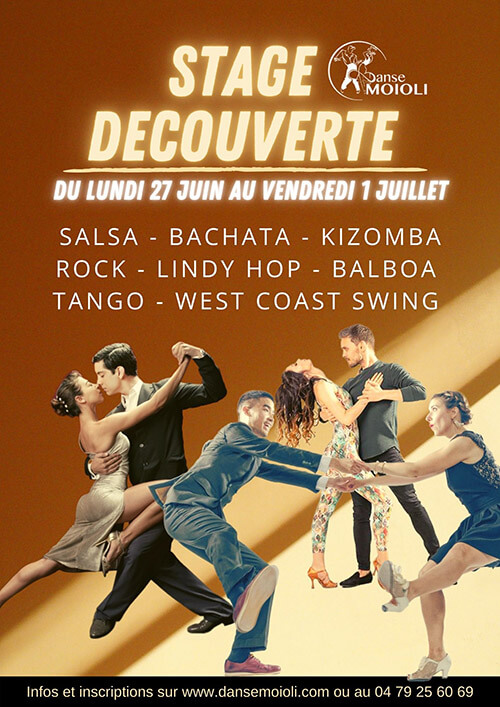 STAGE
Danse
MOIOLI
DECOUVERTE
DU LUNDI 27 JUIN AU VENDREDI 1 JUILLET
SALSA - BACHATA - KIZOMBA
ROCK - LINDY HOP - BALBOA
TANGO - WEST COAST SWING
Infos et inscriptions sur www.dansemoioli.com ou au 04 79 25 60 69